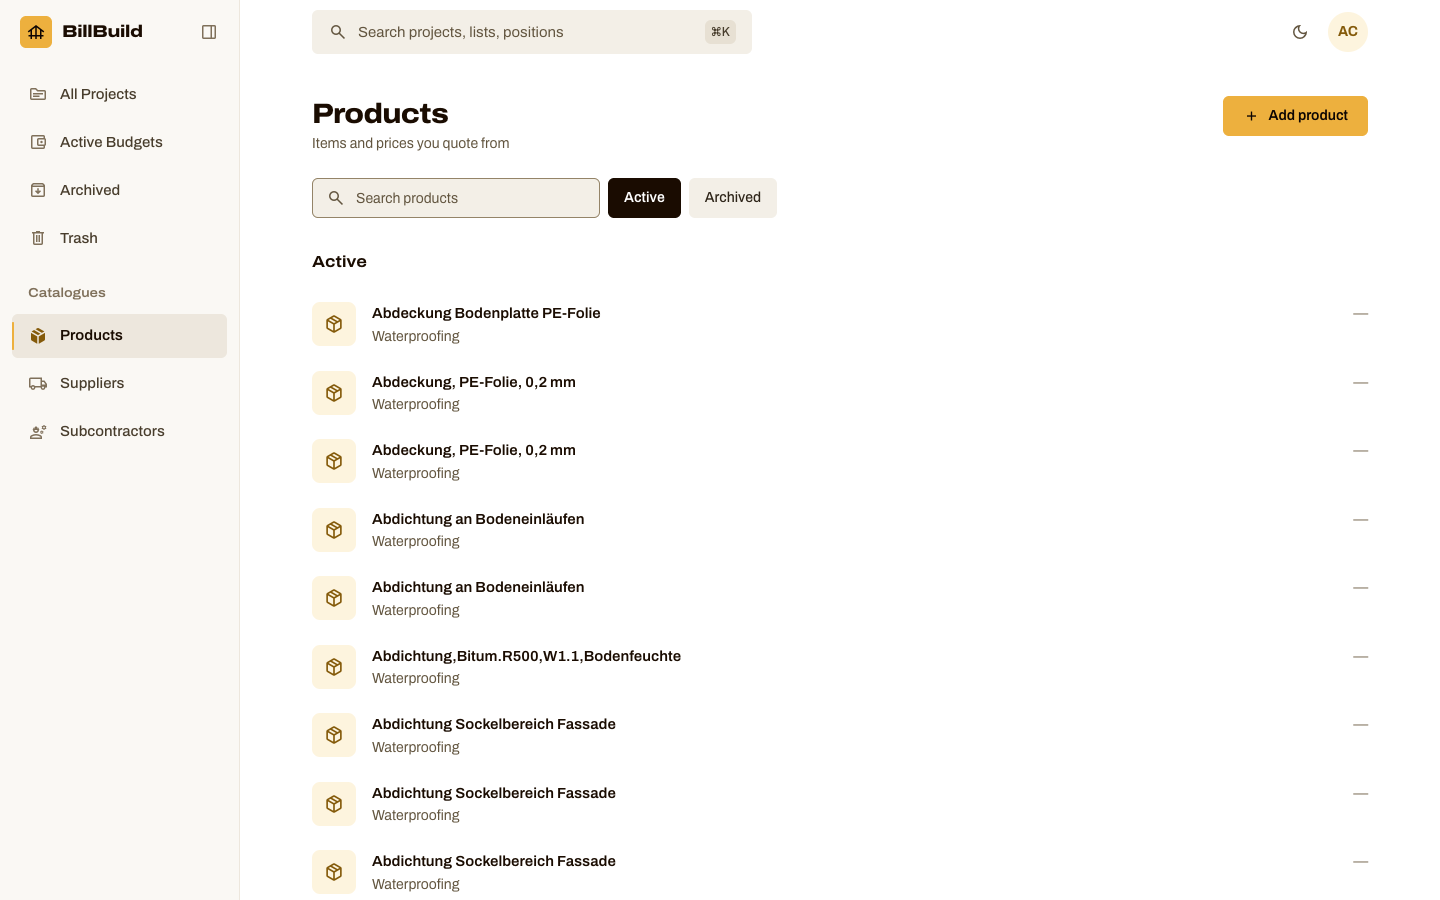 BillBuild
Search projects, lists, positions
⌘K
AC
All Projects
Active Budgets
Archived
Trash
Catalogues
Products
Suppliers
Subcontractors
Products
Items and prices you quote from
Add product
Search products
Active
Archived
Active
Abdeckung Bodenplatte PE-Folie
—
Waterproofing
Abdeckung, PE-Folie, 0,2 mm
—
Waterproofing
Abdeckung, PE-Folie, 0,2 mm
—
Waterproofing
Abdichtung an Bodeneinläufen
—
Waterproofing
Abdichtung an Bodeneinläufen
—
Waterproofing
Abdichtung,Bitum.R500,W1.1,Bodenfeuchte
—
Waterproofing
Abdichtung Sockelbereich Fassade
—
Waterproofing
Abdichtung Sockelbereich Fassade
—
Waterproofing
Abdichtung Sockelbereich Fassade
—
Waterproofing